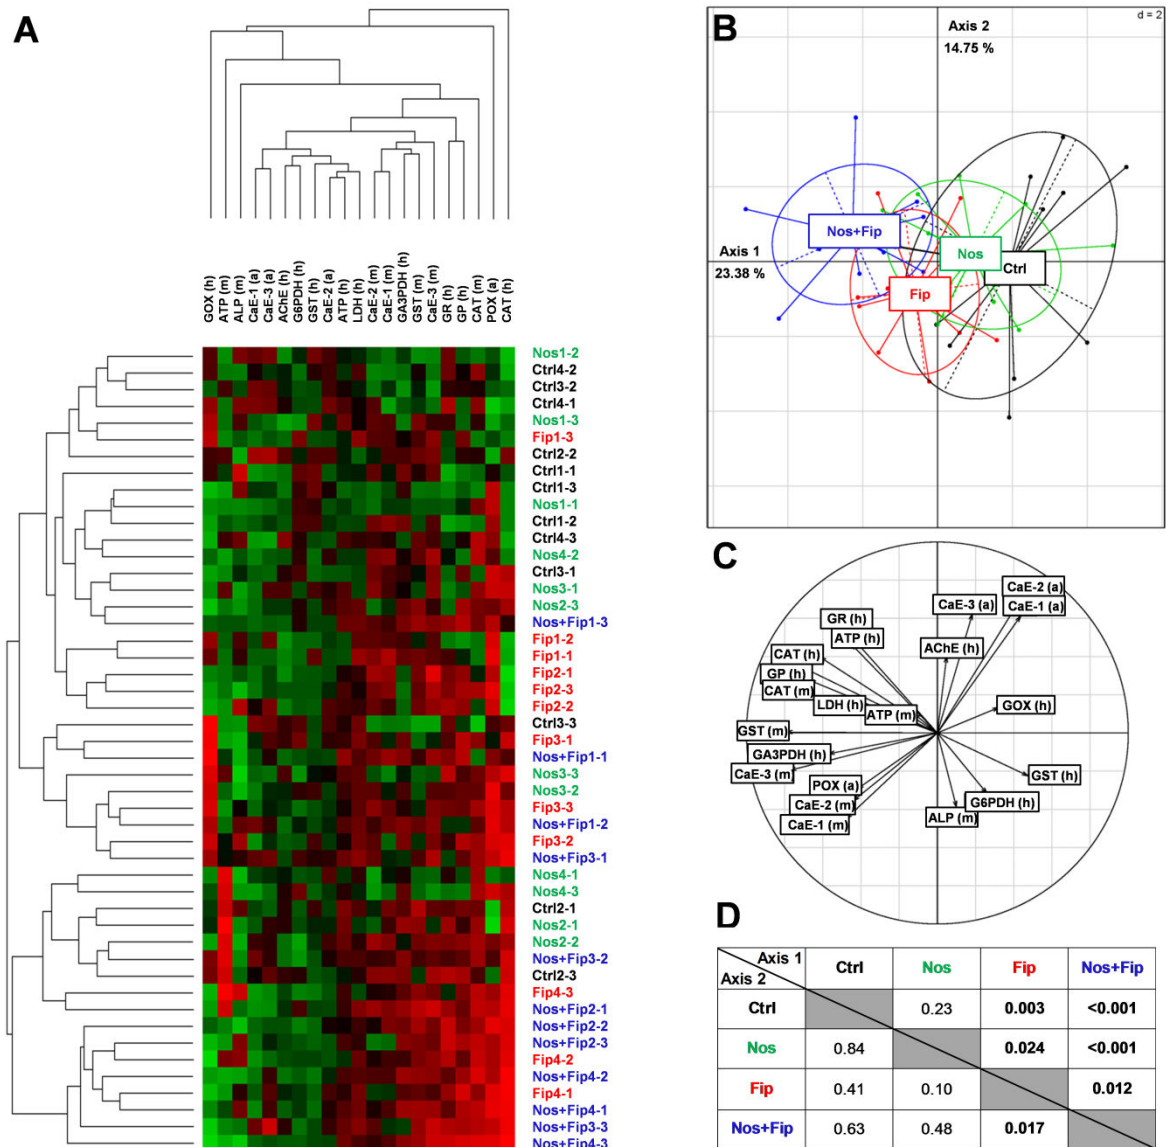 A
GOX (h)
ATP (m)
ALP (m)
CaE-1 (a)
CaE-3 (a)
AChE (h)
G6PDH (h)
GST (h)
CaE-2 (a)
ATP (h)
LDH (h)
CaE-2 (m)
CaE-1 (m)
GA3PDH (h)
GST (m)
CaE-3 (m)
GR (h)
GP (h)
CAT (m)
POX (a)
CAT (h)
Nos1-2
Ctrl4-2
Ctrl3-2
Ctrl4-1
Nos1-3
Fip1-3
Ctrl2-2
Ctrl1-1
Ctrl1-3
Nos1-1
Ctrl1-2
Ctrl4-3
Nos4-2
Ctrl3-1
Nos3-1
Nos2-3
Nos+Fip1-3
Fip1-2
Fip1-1
Fip2-1
Fip2-3
Fip2-2
Ctrl3-3
Fip3-1
Nos+Fip1-1
Nos3-3
Nos3-2
Fip3-3
Nos+Fip1-2
Fip3-2
Nos+Fip3-1
Nos4-1
Nos4-3
Ctrl2-1
Nos2-1
Nos2-2
Nos+Fip3-2
Ctrl2-3
Fip4-3
Nos+Fip2-1
Nos+Fip2-2
Nos+Fip2-3
Fip4-2
Nos+Fip4-2
Fip4-1
Nos+Fip4-1
Nos+Fip3-3
Nos+Fip4-3
B
d = 2
Axis 2
14.75 %
Axis 1
23.38 %
Nos+Fip
Nos
Ctrl
Fip
C
CaE-2 (a)
CaE-3 (a)
CaE-1 (a)
GR (h)
ATP (h)
AChE (h)
CAT (h)
GP (h)
CAT (m)
LDH (h)
ATP (m)
GOX (h)
GST (m)
GA3PDH (h)
CaE-3 (m)
GST (h)
POX (a)
CaE-2 (m)
G6PDH (h)
CaE-1 (m)
ALP (m)
D
Axis 1
Axis 2
Ctrl Nos Fip Nos+Fip
Ctrl 0.23 0.003 <0.001
Nos 0.84 0.024 <0.001
Fip 0.41 0.10 0.012
Nos+Fip 0.63 0.48 0.017